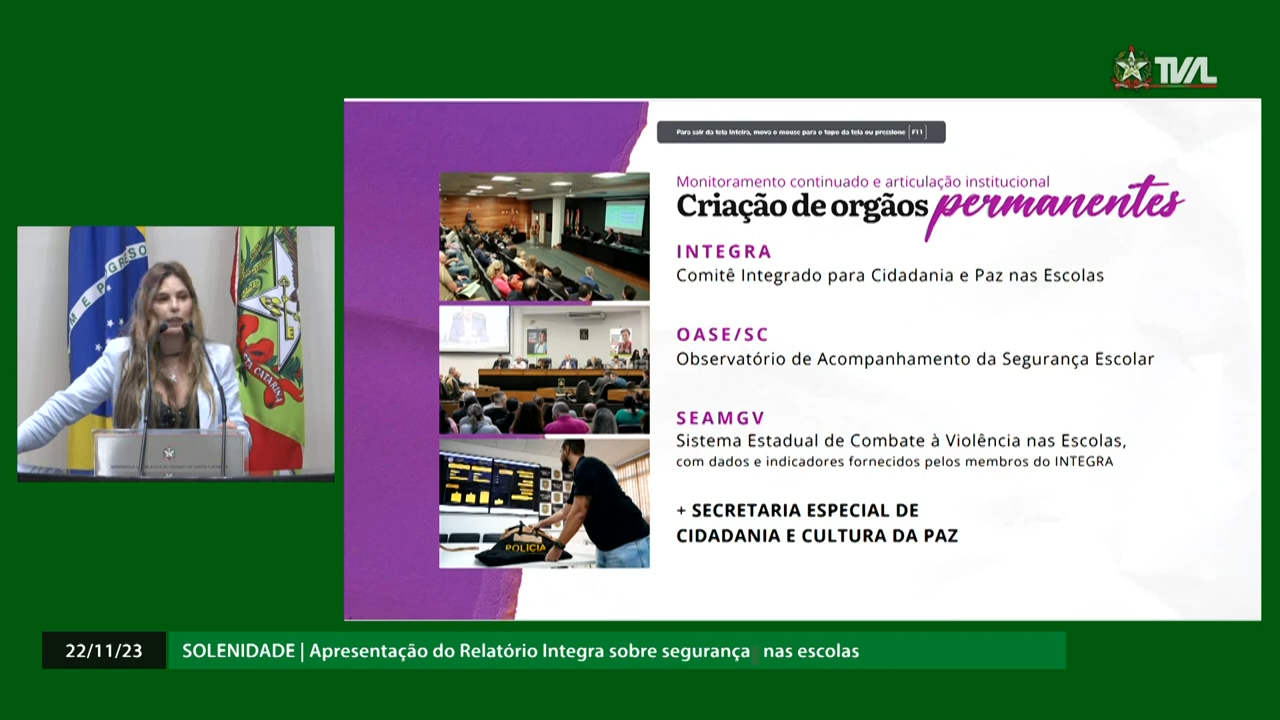 TVAL
Para sair da tela inteira, mova o mouse para o topo da tela ou pressione F11
Monitoramento continuado e articulação institucional
Criação de orgãos permanentes
INTEGRA
Comitê Integrado para Cidadania e Paz nas Escolas
OASE/SC
Observatório de Acompanhamento da Segurança Escolar
SEAMGV
Sistema Estadual de Combate à Violência nas Escolas,
com dados e indicadores fornecidos pelos membros do INTEGRA
+ SECRETARIA ESPECIAL DE
CIDADANIA E CULTURA DA PAZ
POLÍCIA
22/11/23
SOLENIDADE | Apresentação do Relatório Integra sobre segurança nas escolas